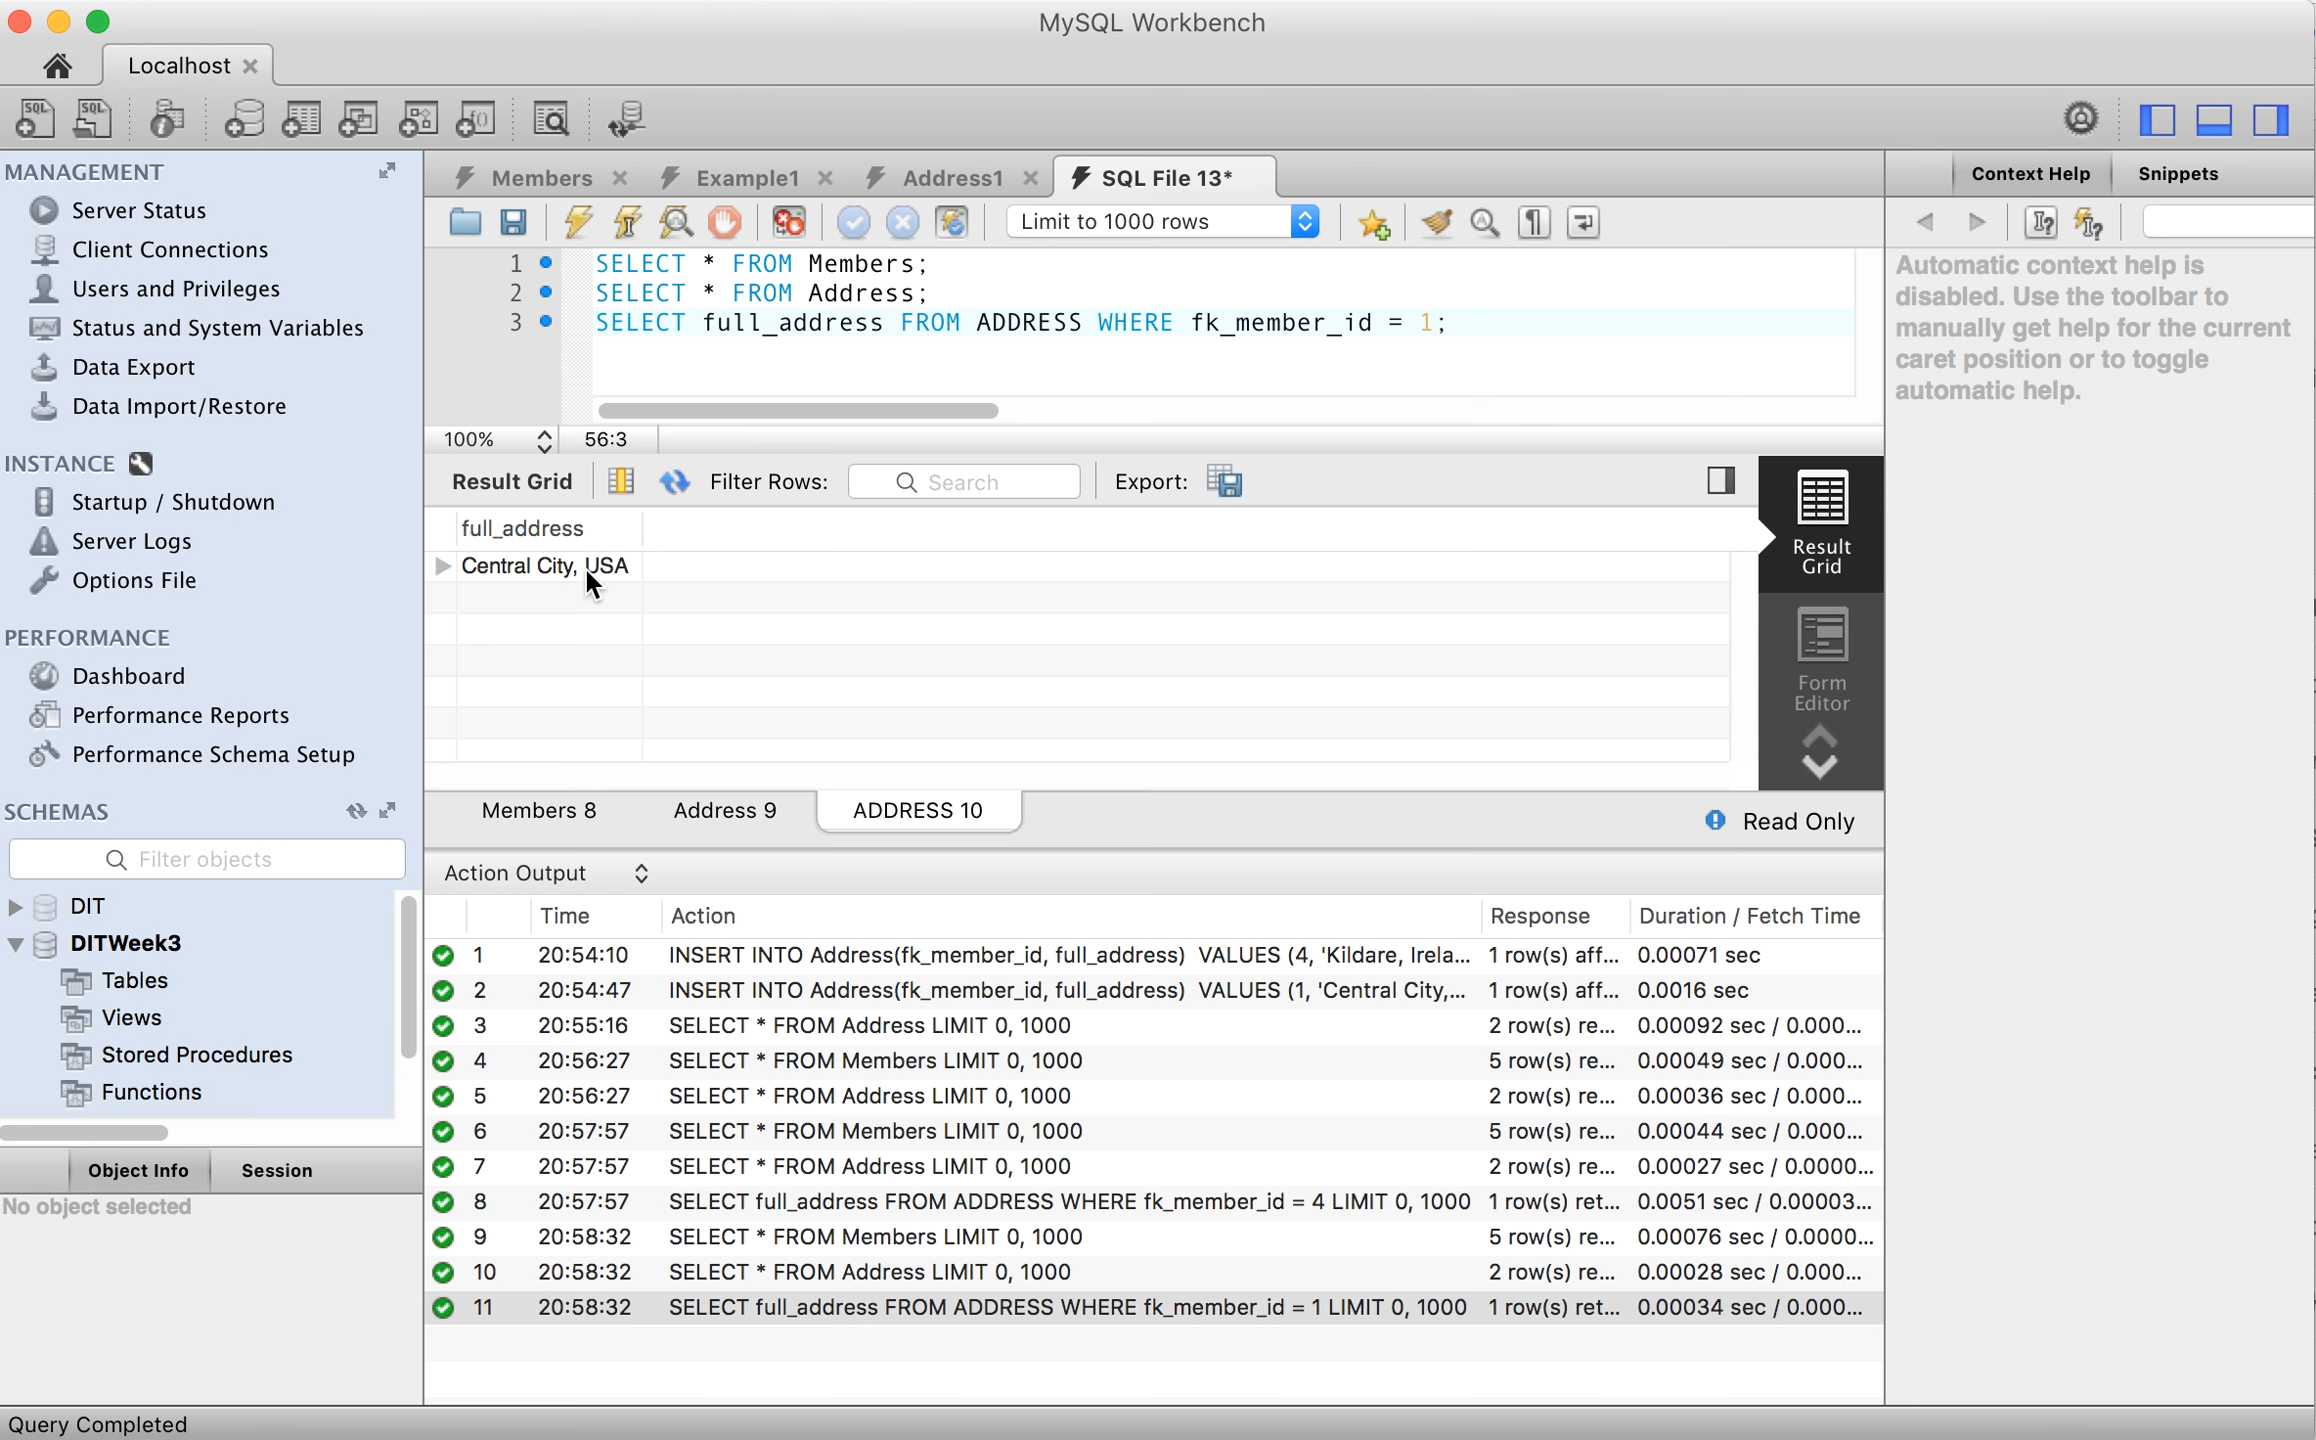 MySQL Workbench
Localhost
MANAGEMENT
Server Status
Client Connections
Users and Privileges
Status and System Variables
Data Export
Data Import/Restore
INSTANCE
Startup / Shutdown
Server Logs
Options File
PERFORMANCE
Dashboard
Performance Reports
Performance Schema Setup
SCHEMAS
Filter objects
DIT
DITWeek3
Tables
Views
Stored Procedures
Functions
Object Info Session
No object selected
Members Example1 Address1 SQL File 13*
Limit to 1000 rows
1 SELECT * FROM Members;
2 SELECT * FROM Address;
3 SELECT full_address FROM ADDRESS WHERE fk_member_id = 1;
100% 56:3
Result Grid Filter Rows: Search Export:
full_address
Central City, USA
Result
Grid
Form
Editor
Members 8 Address 9 ADDRESS 10 Read Only
Action Output
Time Action Response Duration / Fetch Time
1 20:54:10 INSERT INTO Address(fk_member_id, full_address) VALUES (4, 'Kildare, Irela... 1 row(s) aff... 0.00071 sec
2 20:54:47 INSERT INTO Address(fk_member_id, full_address) VALUES (1, 'Central City,... 1 row(s) aff... 0.0016 sec
3 20:55:16 SELECT * FROM Address LIMIT 0, 1000 2 row(s) re... 0.00092 sec / 0.000...
4 20:56:27 SELECT * FROM Members LIMIT 0, 1000 5 row(s) re... 0.00049 sec / 0.000...
5 20:56:27 SELECT * FROM Address LIMIT 0, 1000 2 row(s) re... 0.00036 sec / 0.000...
6 20:57:57 SELECT * FROM Members LIMIT 0, 1000 5 row(s) re... 0.00044 sec / 0.000...
7 20:57:57 SELECT * FROM Address LIMIT 0, 1000 2 row(s) re... 0.00027 sec / 0.0000...
8 20:57:57 SELECT full_address FROM ADDRESS WHERE fk_member_id = 4 LIMIT 0, 1000 1 row(s) ret... 0.0051 sec / 0.00003...
9 20:58:32 SELECT * FROM Members LIMIT 0, 1000 5 row(s) re... 0.00076 sec / 0.0000...
10 20:58:32 SELECT * FROM Address LIMIT 0, 1000 2 row(s) re... 0.00028 sec / 0.000...
11 20:58:32 SELECT full_address FROM ADDRESS WHERE fk_member_id = 1 LIMIT 0, 1000 1 row(s) ret... 0.00034 sec / 0.000...
Context Help Snippets
Automatic context help is
disabled. Use the toolbar to
manually get help for the current
caret position or to toggle
automatic help.
Query Completed